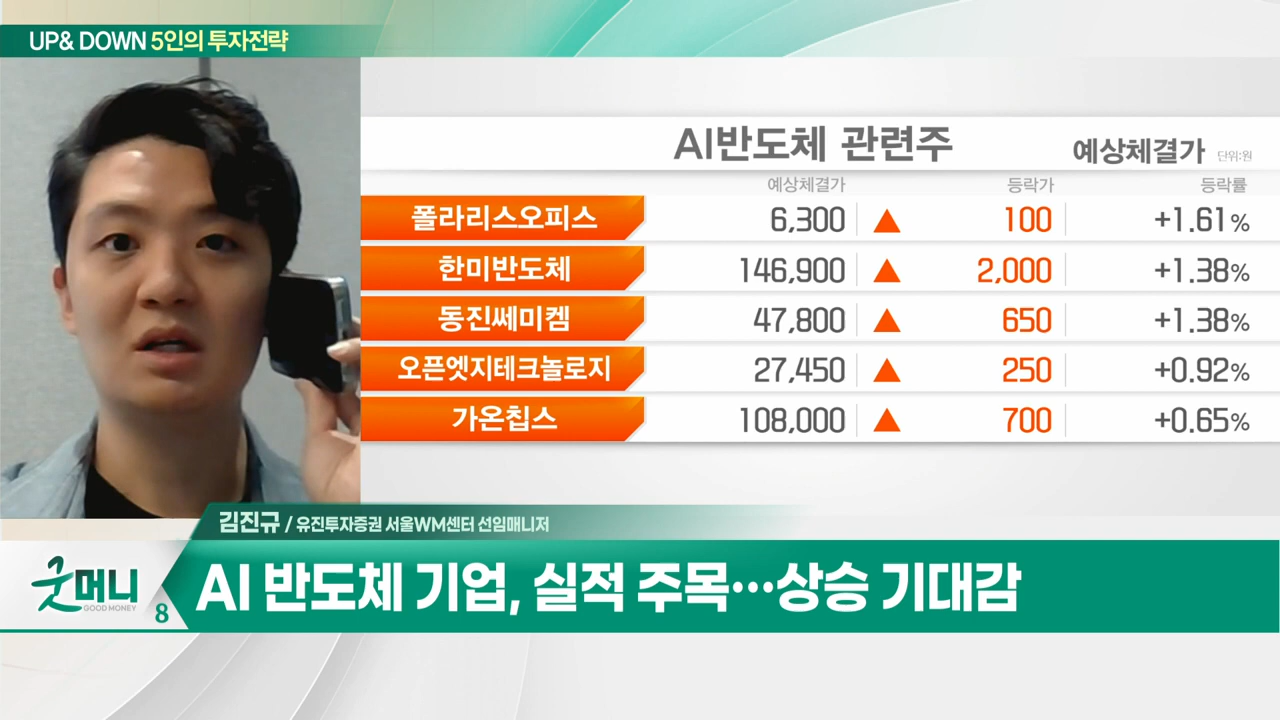 UP& DOWN 5인의 투자전략
AI반도체 관련주
예상체결가 단위:원
예상체결가 등락가 등락률
폴라리스오피스 6,300 ▲ 100 +1.61%
한미반도체 146,900 ▲ 2,000 +1.38%
동진쎄미켐 47,800 ▲ 650 +1.38%
오픈엣지테크놀로지 27,450 ▲ 250 +0.92%
가온칩스 108,000 ▲ 700 +0.65%
김진규 / 유진투자증권 서울WM센터 선임매니저
굿머니
GOOD MONEY
8
AI 반도체 기업, 실적 주목…상승 기대감